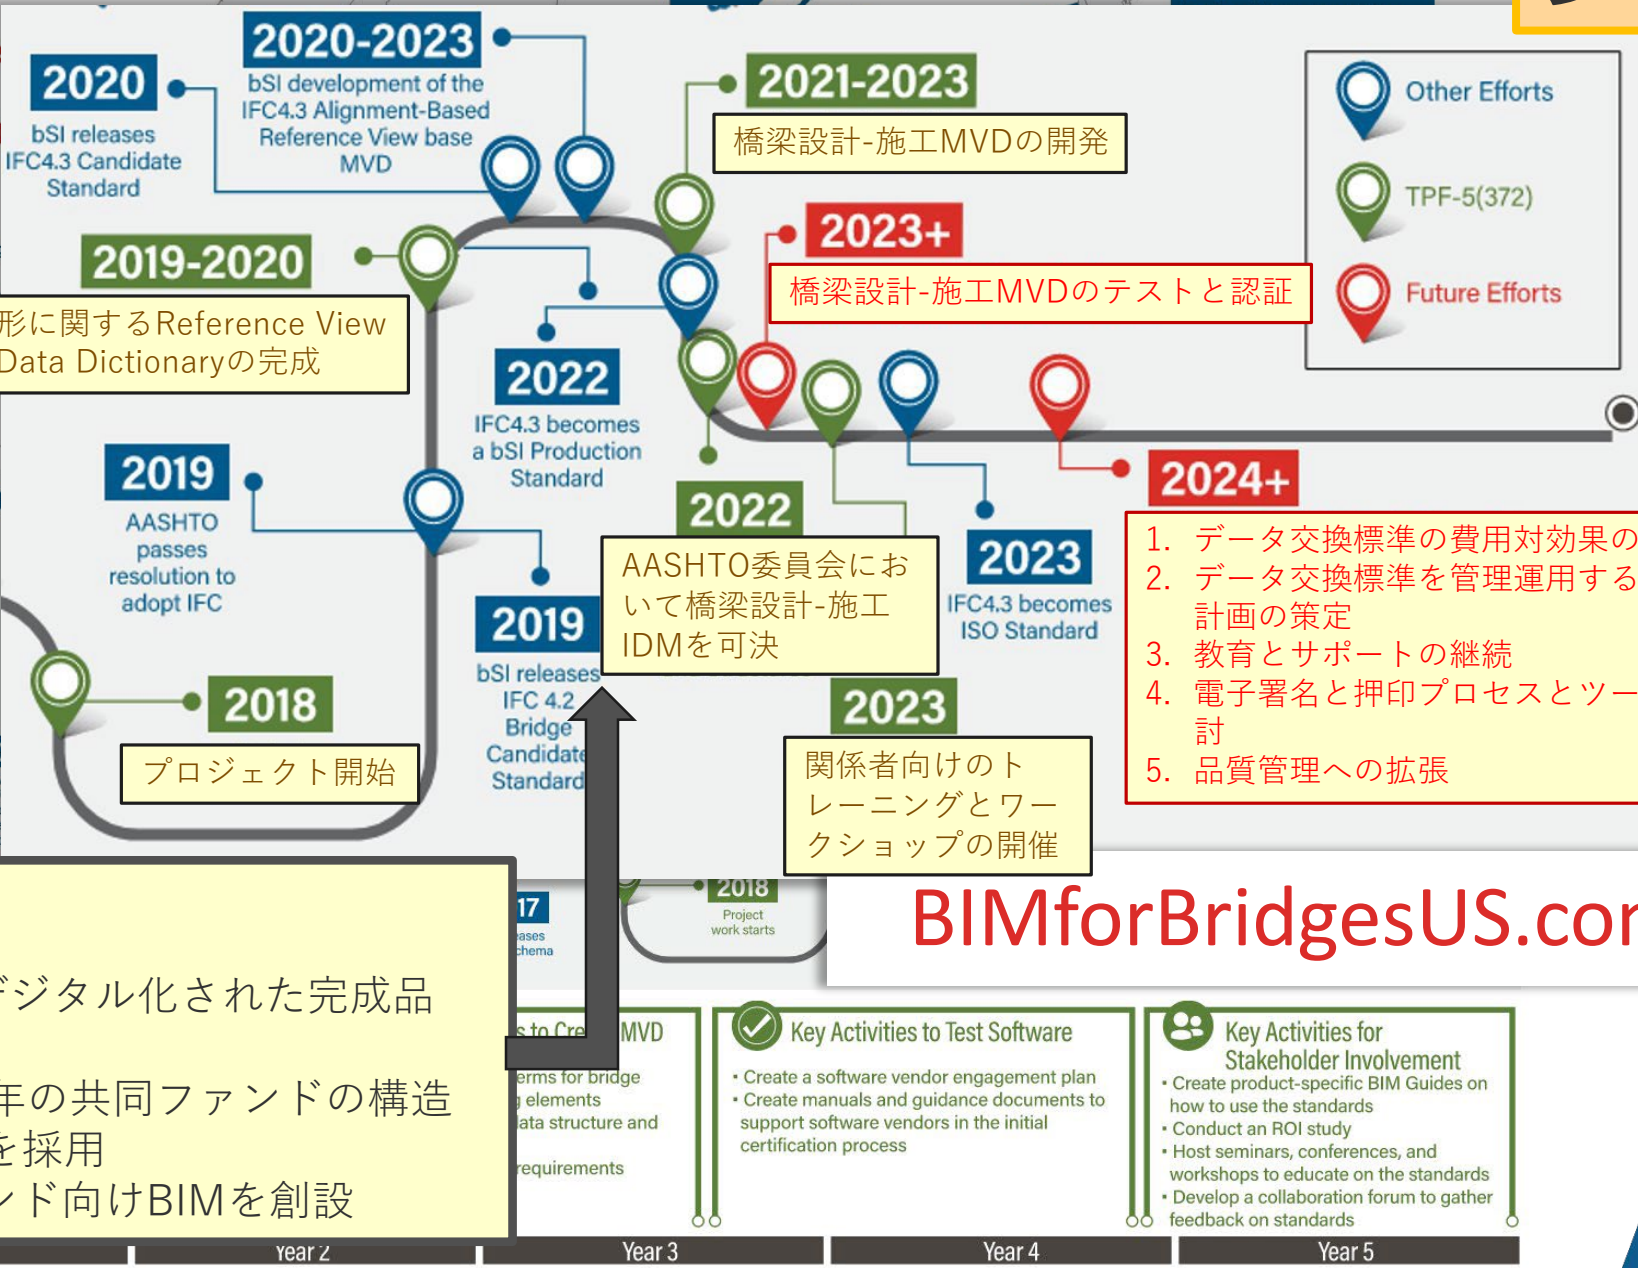 2020
bSI releases
IFC4.3 Candidate
Standard
2020-2023
bSI development of the
IFC4.3 Alignment-Based
Reference View base
MVD
2021-2023
橋梁設計-施工MVDの開発
Other Efforts
TPF-5(372)
Future Efforts
2019-2020
形に関するReference View
Data Dictionaryの完成
2023+
橋梁設計-施工MVDのテストと認証
2022
IFC4.3 becomes
a bSI Production
Standard
2019
AASHTO
passes
resolution to
adopt IFC
2022
AASHTO委員会にお
いて橋梁設計-施工
IDMを可決
2023
IFC4.3 becomes
ISO Standard
2024+
1. データ交換標準の費用対効果の
2. データ交換標準を管理運用する
計画の策定
3. 教育とサポートの継続
4. 電子署名と押印プロセスとツー
討
5. 品質管理への拡張
2019
bSI releases
IFC 4.2
Bridge
Candidate
Standard
2018
プロジェクト開始
2023
関係者向けのト
レーニングとワー
クショップの開催
17
ases
chema
2018
Project
work starts
BIMforBridgesUS.co
デジタル化された完成品
年の共同ファンドの構造
を採用
ンド向けBIMを創設
s to Cre MVD
erms for bridge
g elements
data structure and
requirements
Key Activities to Test Software
• Create a software vendor engagement plan
• Create manuals and guidance documents to
support software vendors in the initial
certification process
Key Activities for
Stakeholder Involvement
• Create product-specific BIM Guides on
how to use the standards
• Conduct an ROI study
• Host seminars, conferences, and
workshops to educate on the standards
• Develop a collaboration forum to gather
feedback on standards
Year 2
Year 3
Year 4
Year 5